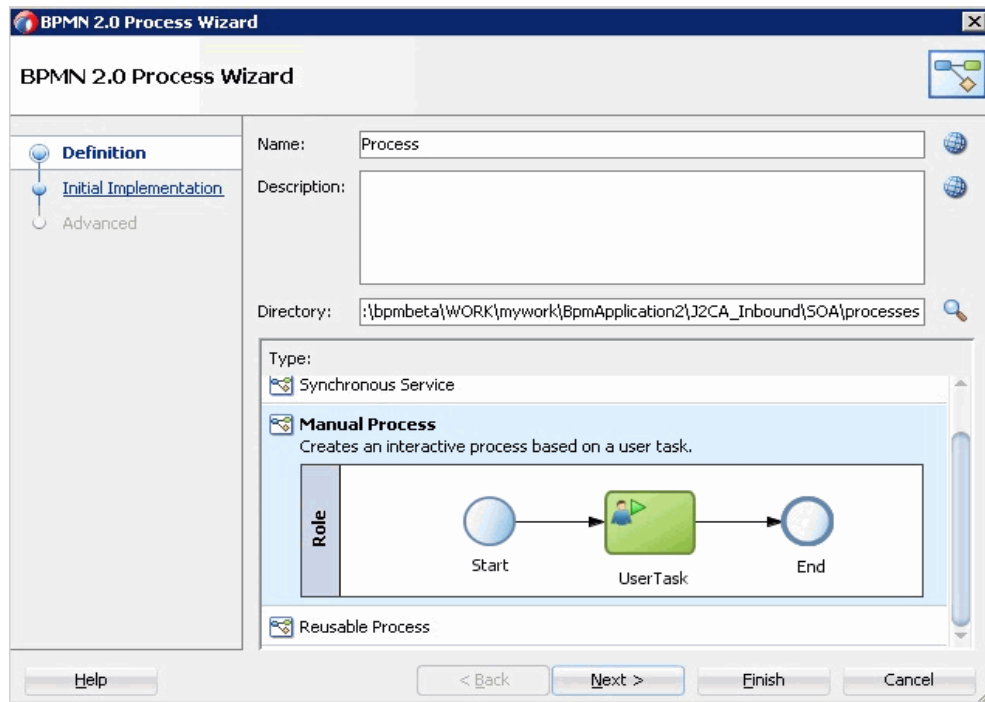 BPMN 2.0 Process Wizard
BPMN 2.0 Process Wizard
Definition
Initial Implementation
Advanced
Name: Process
Description:
Directory: :\bpmbeta\WORK\mywork\BpmApplication2\J2CA_Inbound\SOA\processes
Type:
Synchronous Service
Manual Process
Creates an interactive process based on a user task.
Role
Start
UserTask
End
Reusable Process
Help
< Back
Next >
Finish
Cancel